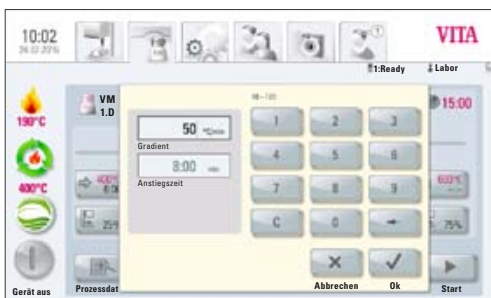 10:02
VITA
1:Ready
Labor
190°C
VM
1.D
15:00
50
Gradient
8:00
Anstiegszeit
1
2
3
4
5
6
7
8
9
C
0
400°C
400°C
75%
Abbrechen
Ok
Gerät aus
Prozessdat
Start